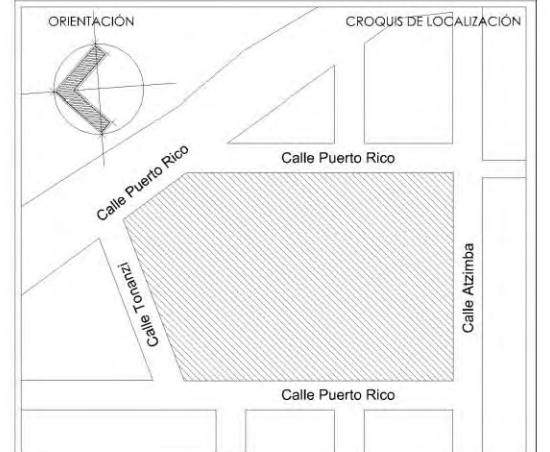 ORIENTACIÓN
CROQUIS DE LOCALIZACIÓN
Calle Puerto Rico
Calle Puerto Rico
Calle Tonanzi
Calle Atzimba
Calle Puerto Rico